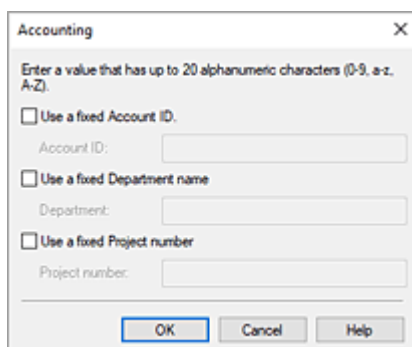 Accounting
Enter a value that has up to 20 alphanumeric characters (0-9, a-z,
A-Z).
Use a fixed Account ID.
Account ID:
Use a fixed Department name
Department:
Use a fixed Project number
Project number:
OK Cancel Help